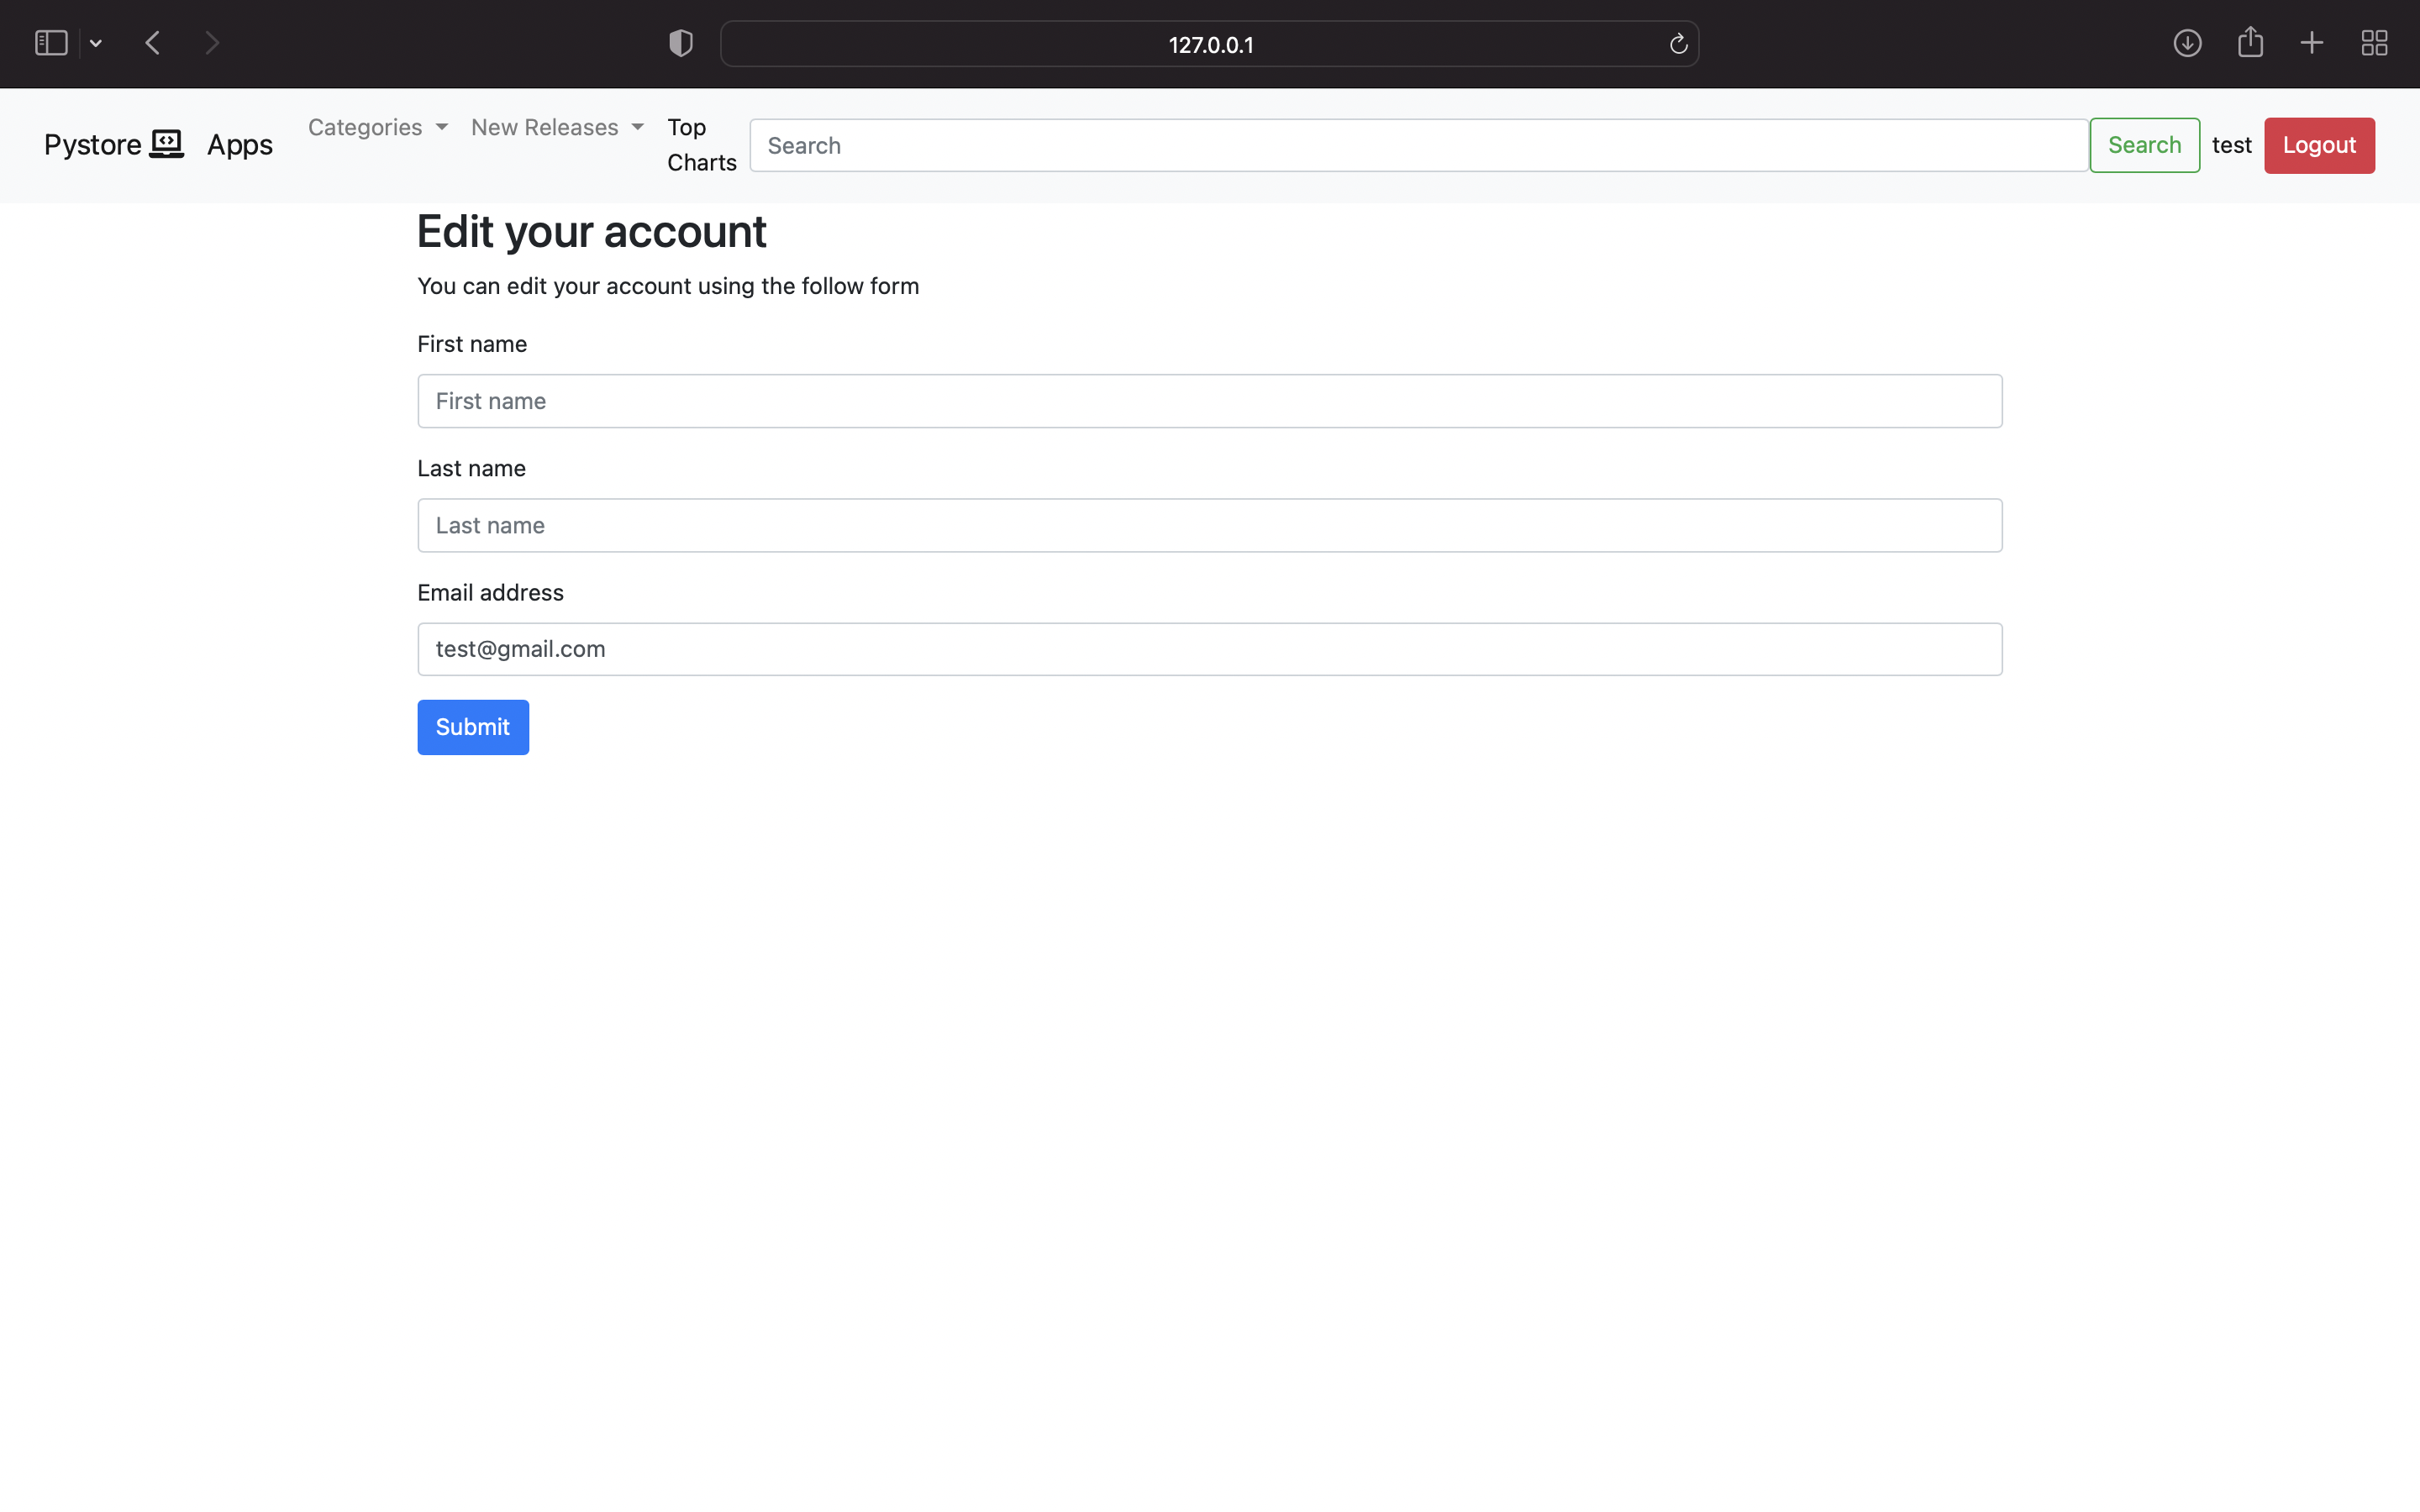 127.0.0.1
Pystore Apps Categories New Releases Top Charts Search Search test Logout
Edit your account
You can edit your account using the follow form
First name
First name
Last name
Last name
Email address
test@gmail.com
Submit